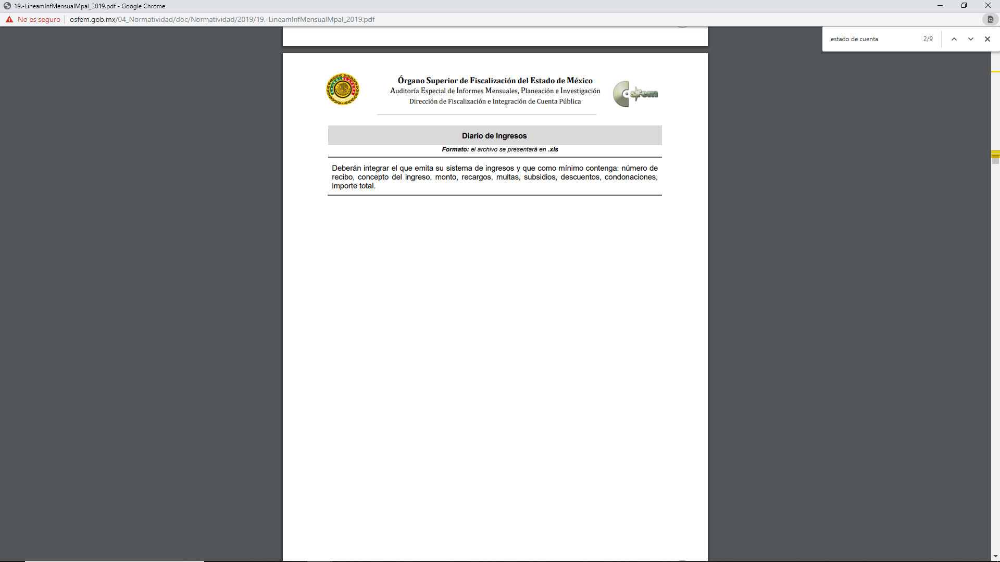 19.-LineamInfMensualMpal_2019.pdf - Google Chrome
No es seguro | osfem.gob.mx/04_Normatividad/doc/Normatividad/2019/19.-LineamInfMensualMpal_2019.pdf
estado de cuenta 2/9
Órgano Superior de Fiscalización del Estado de México
Auditoría Especial de Informes Mensuales, Planeación e Investigación
Dirección de Fiscalización e Integración de Cuenta Pública
osfem
Diario de Ingresos
Formato: el archivo se presentará en .xls
Deberán integrar el que emita su sistema de ingresos y que como mínimo contenga: número de
recibo, concepto del ingreso, monto, recargos, multas, subsidios, descuentos, condonaciones,
importe total.